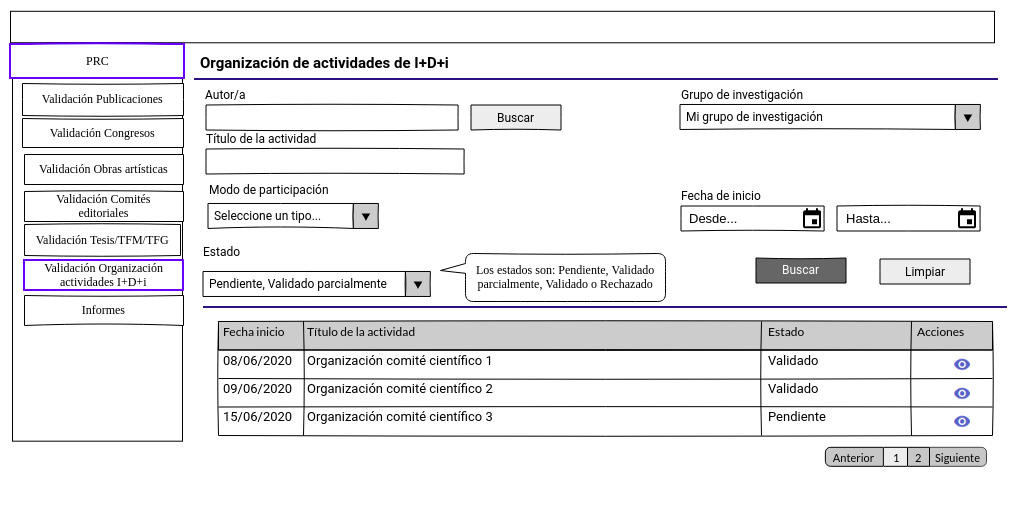 PRC
Validación Publicaciones
Validación Congresos
Validación Obras artísticas
Validación Comités
editoriales
Validación Tesis/TFM/TFG
Validación Organización
actividades I+D+i
Informes
Organización de actividades de I+D+i
Autor/a
Buscar
Grupo de investigación
Mi grupo de investigación
Título de la actividad
Modo de participación
Seleccione un tipo...
Fecha de inicio
Desde...
Hasta...
Estado
Pendiente, Validado parcialmente
Los estados son: Pendiente, Validado
parcialmente, Validado o Rechazado
Buscar
Limpiar
Fecha inicio Título de la actividad Estado Acciones
08/06/2020 Organización comité científico 1 Validado
09/06/2020 Organización comité científico 2 Validado
15/06/2020 Organización comité científico 3 Pendiente
Anterior 1 2 Siguiente